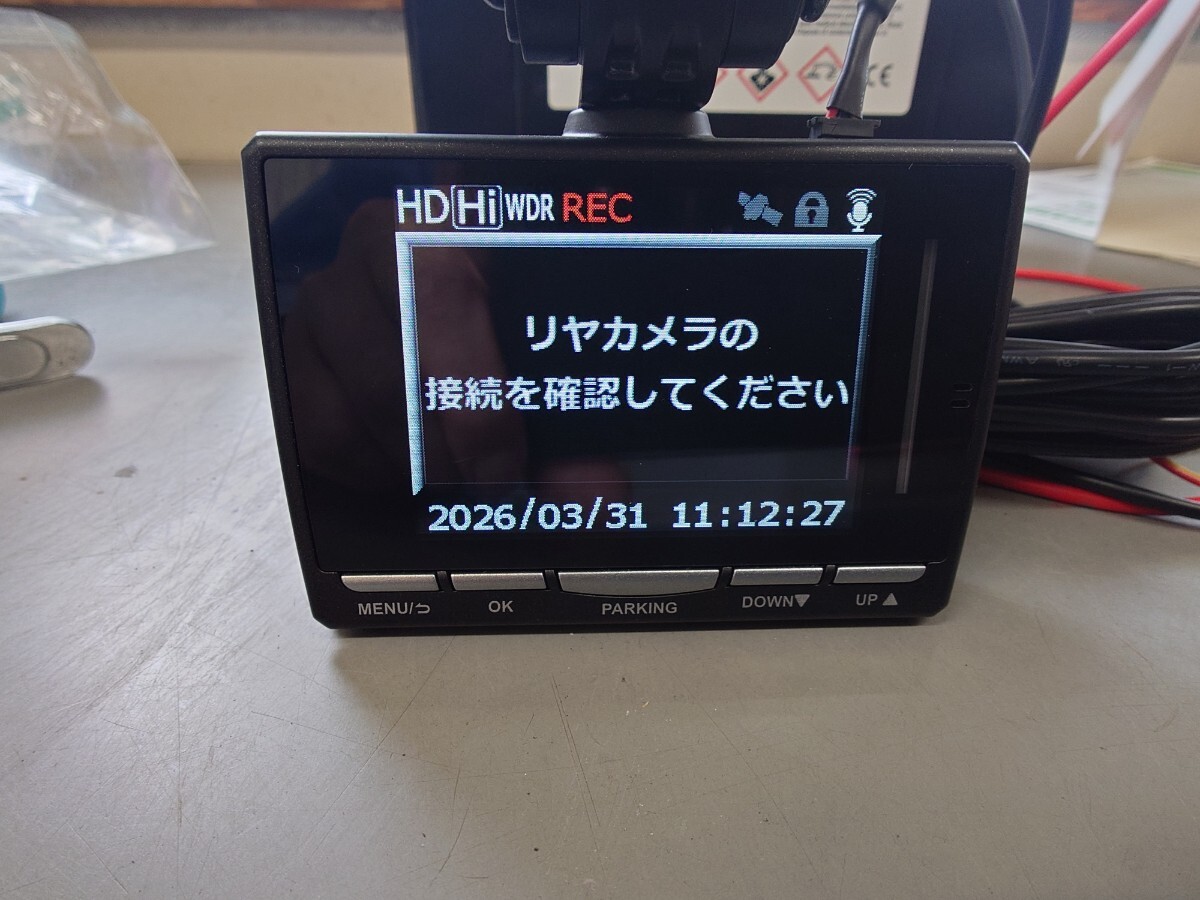 HD Hi WDR REC
リヤカメラの
接続を確認してください
2026/03/31 11:12:27
MENU/⮌ OK PARKING DOWN▼ UP▲
CE